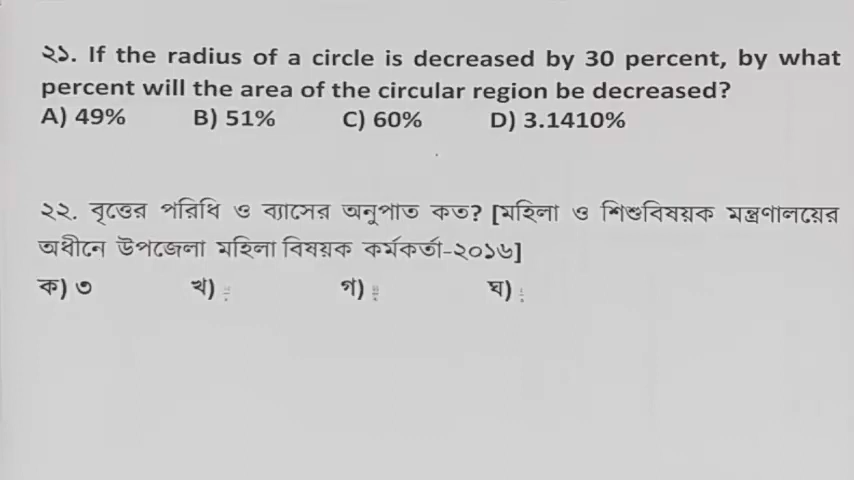 ২১. If the radius of a circle is decreased by 30 percent, by what
percent will the area of the circular region be decreased?
A) 49% B) 51% C) 60% D) 3.1410%
২২. বৃত্তের পরিধি ও ব্যাসের অনুপাত কত? [মহিলা ও শিশুবিষয়ক মন্ত্রণালয়ের
অধীনে উপজেলা মহিলা বিষয়ক কর্মকর্তা-২০১৬]
ক) ৩ খ) গ) ঘ)